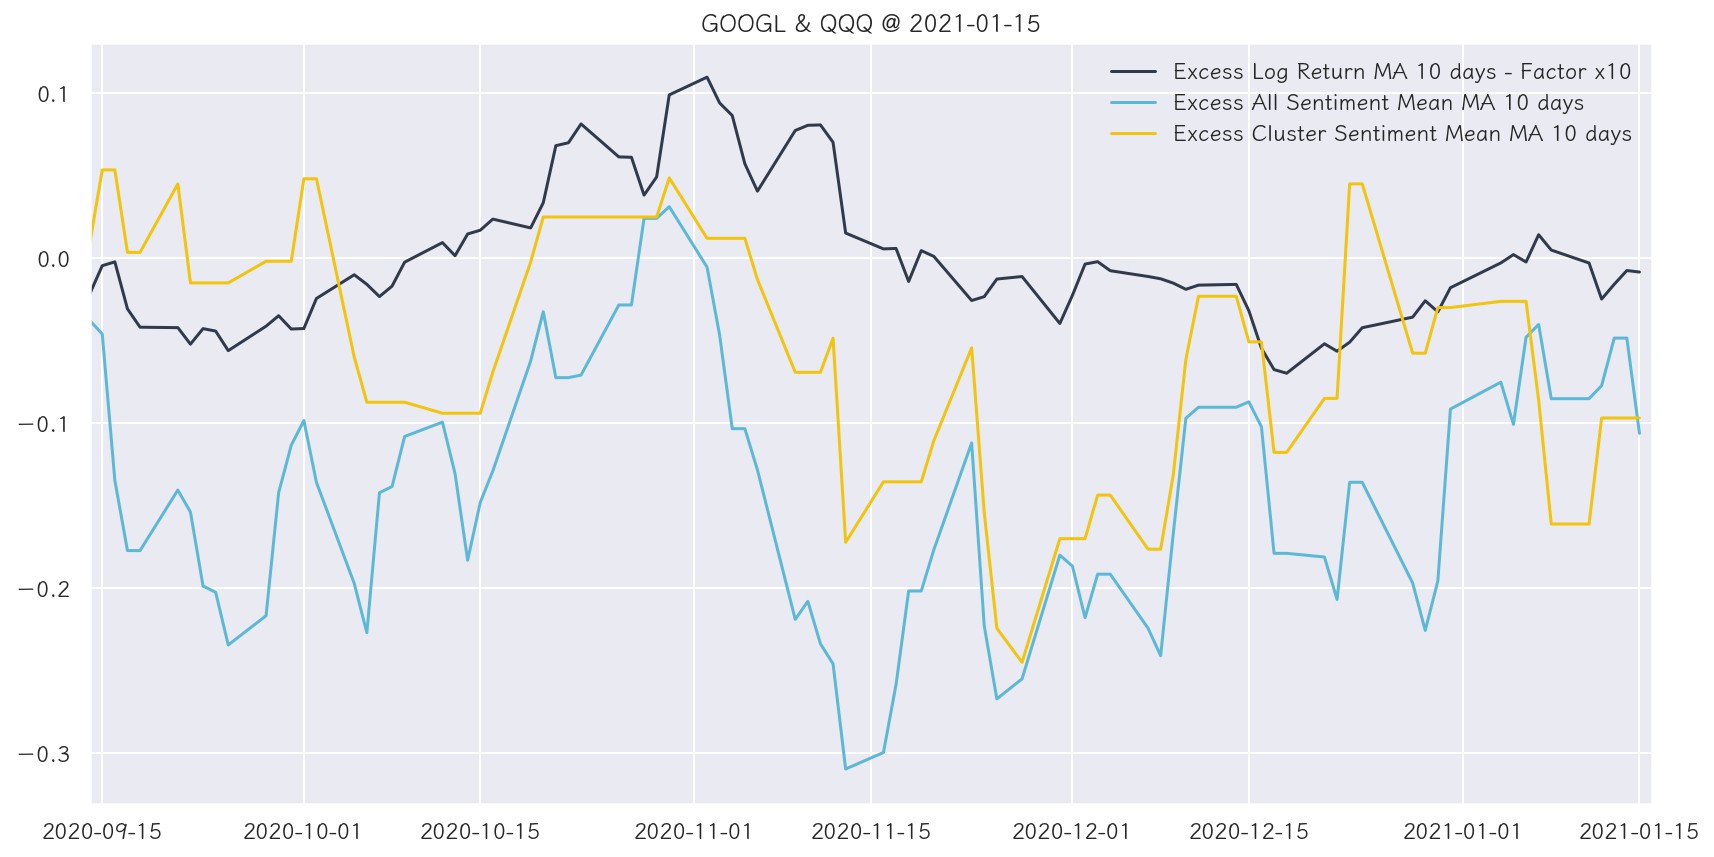 GOOGL & QQQ @ 2021-01-15
Excess Log Return MA 10 days - Factor x10
Excess All Sentiment Mean MA 10 days
Excess Cluster Sentiment Mean MA 10 days
0.1
0.0
−0.1
−0.2
−0.3
2020-09-15 2020-10-01 2020-10-15 2020-11-01 2020-11-15 2020-12-01 2020-12-15 2021-01-01 2021-01-15